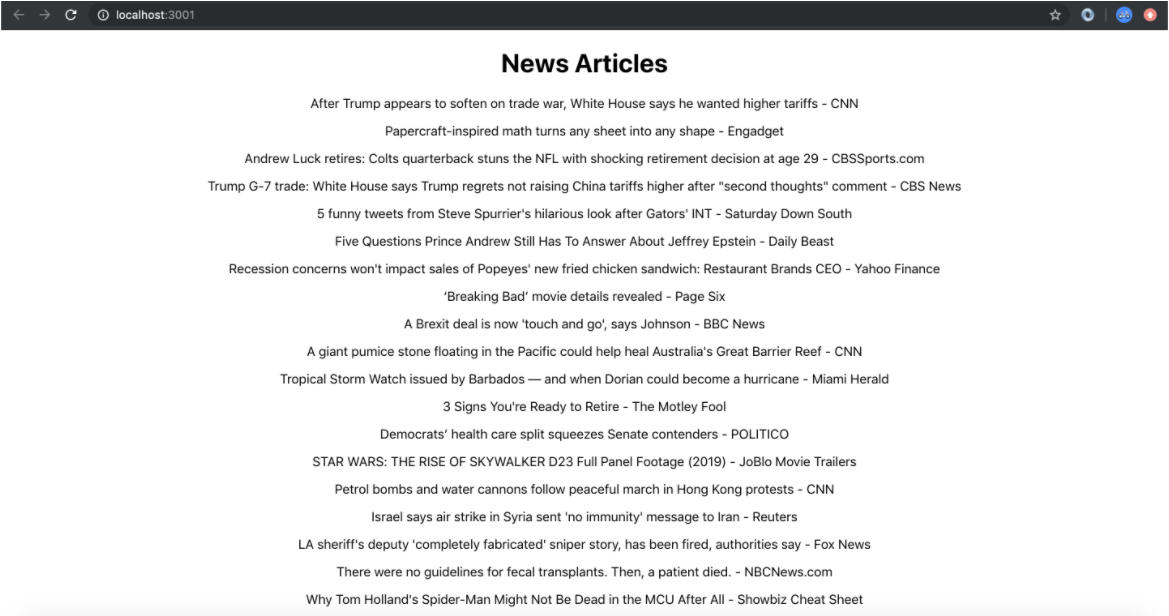 localhost:3001
News Articles
After Trump appears to soften on trade war, White House says he wanted higher tariffs - CNN
Papercraft-inspired math turns any sheet into any shape - Engadget
Andrew Luck retires: Colts quarterback stuns the NFL with shocking retirement decision at age 29 - CBSSports.com
Trump G-7 trade: White House says Trump regrets not raising China tariffs higher after "second thoughts" comment - CBS News
5 funny tweets from Steve Spurrier's hilarious look after Gators' INT - Saturday Down South
Five Questions Prince Andrew Still Has To Answer About Jeffrey Epstein - Daily Beast
Recession concerns won't impact sales of Popeyes' new fried chicken sandwich: Restaurant Brands CEO - Yahoo Finance
‘Breaking Bad’ movie details revealed - Page Six
A Brexit deal is now 'touch and go', says Johnson - BBC News
A giant pumice stone floating in the Pacific could help heal Australia's Great Barrier Reef - CNN
Tropical Storm Watch issued by Barbados — and when Dorian could become a hurricane - Miami Herald
3 Signs You're Ready to Retire - The Motley Fool
Democrats’ health care split squeezes Senate contenders - POLITICO
STAR WARS: THE RISE OF SKYWALKER D23 Full Panel Footage (2019) - JoBlo Movie Trailers
Petrol bombs and water cannons follow peaceful march in Hong Kong protests - CNN
Israel says air strike in Syria sent 'no immunity' message to Iran - Reuters
LA sheriff's deputy 'completely fabricated' sniper story, has been fired, authorities say - Fox News
There were no guidelines for fecal transplants. Then, a patient died. - NBCNews.com
Why Tom Holland's Spider-Man Might Not Be Dead in the MCU After All - Showbiz Cheat Sheet